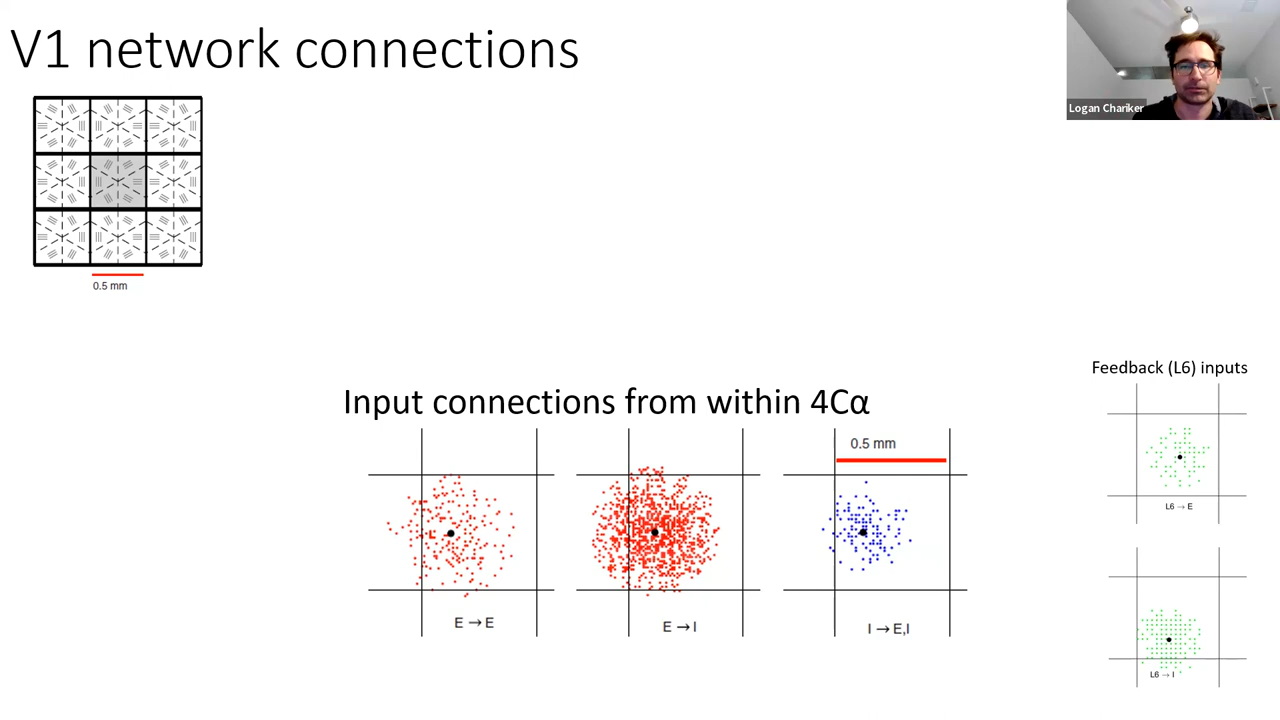 V1 network connections
Logan Chariker
0.5 mm
Feedback (L6) inputs
Input connections from within 4Cα
0.5 mm
L6 → E
E → E
E → I
I → E,I
L6 → I